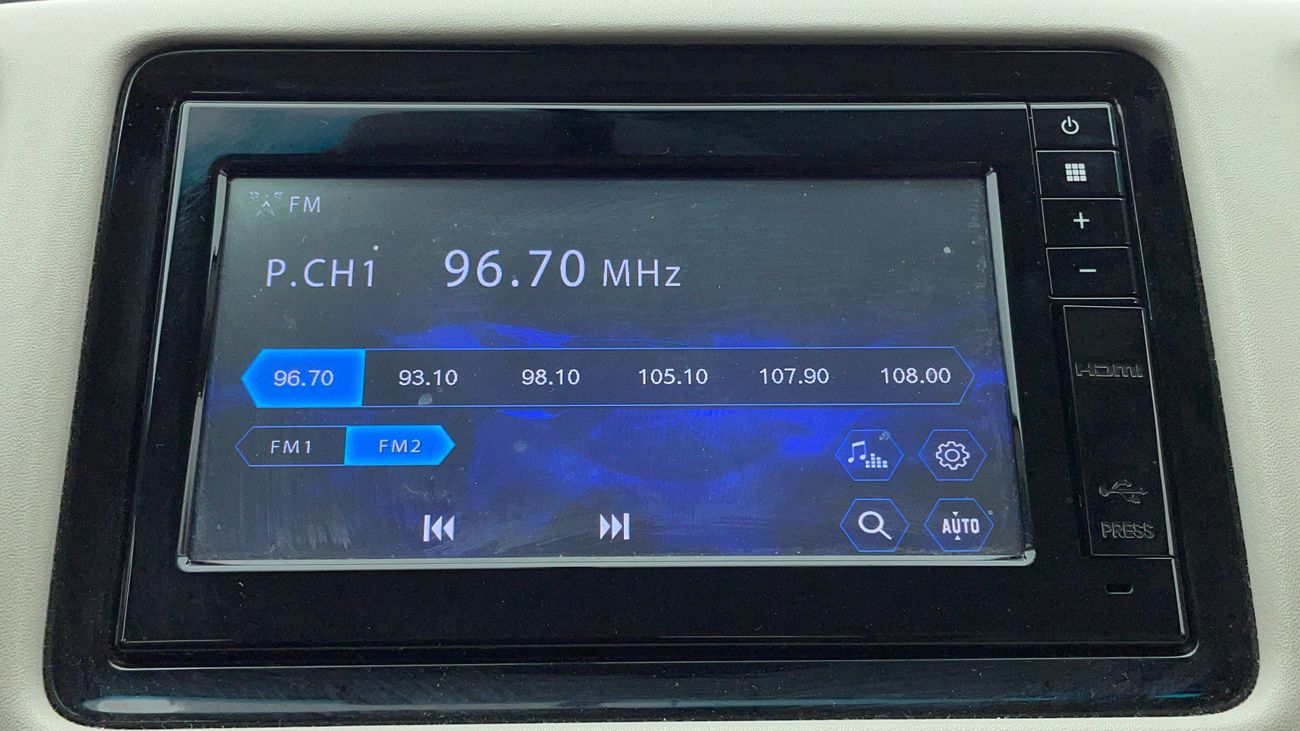 FM
P.CH1 96.70 MHz
96.70 93.10 98.10 105.10 107.90 108.00
FM1 FM2
AUTO
HDMI
PRESS